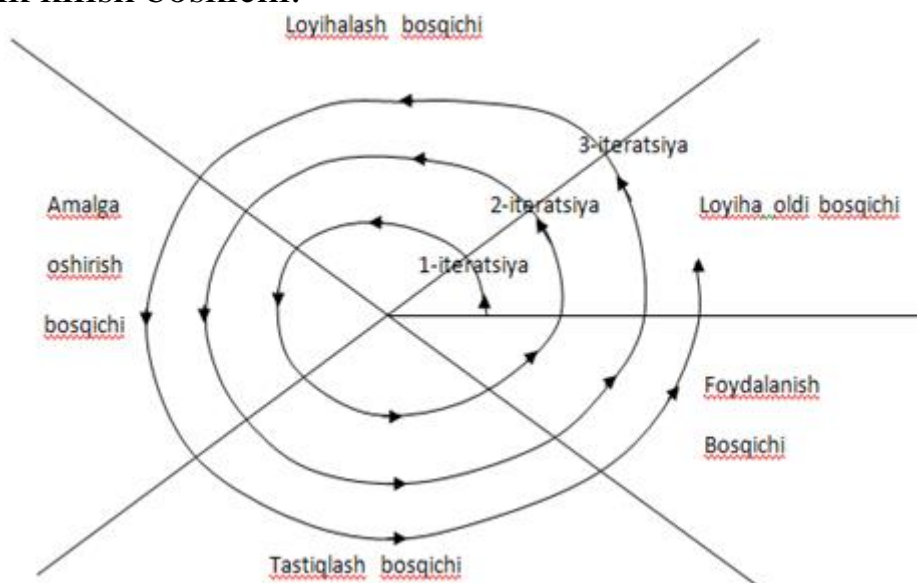 Loyihalash bosqichi
3-iteratsiya
Amalga
oshirish
bosqichi
2-iteratsiya
Loyiha oldi bosqichi
1-iteratsiya
Foydalanish
Bosqichi
Tastiqlash bosqichi